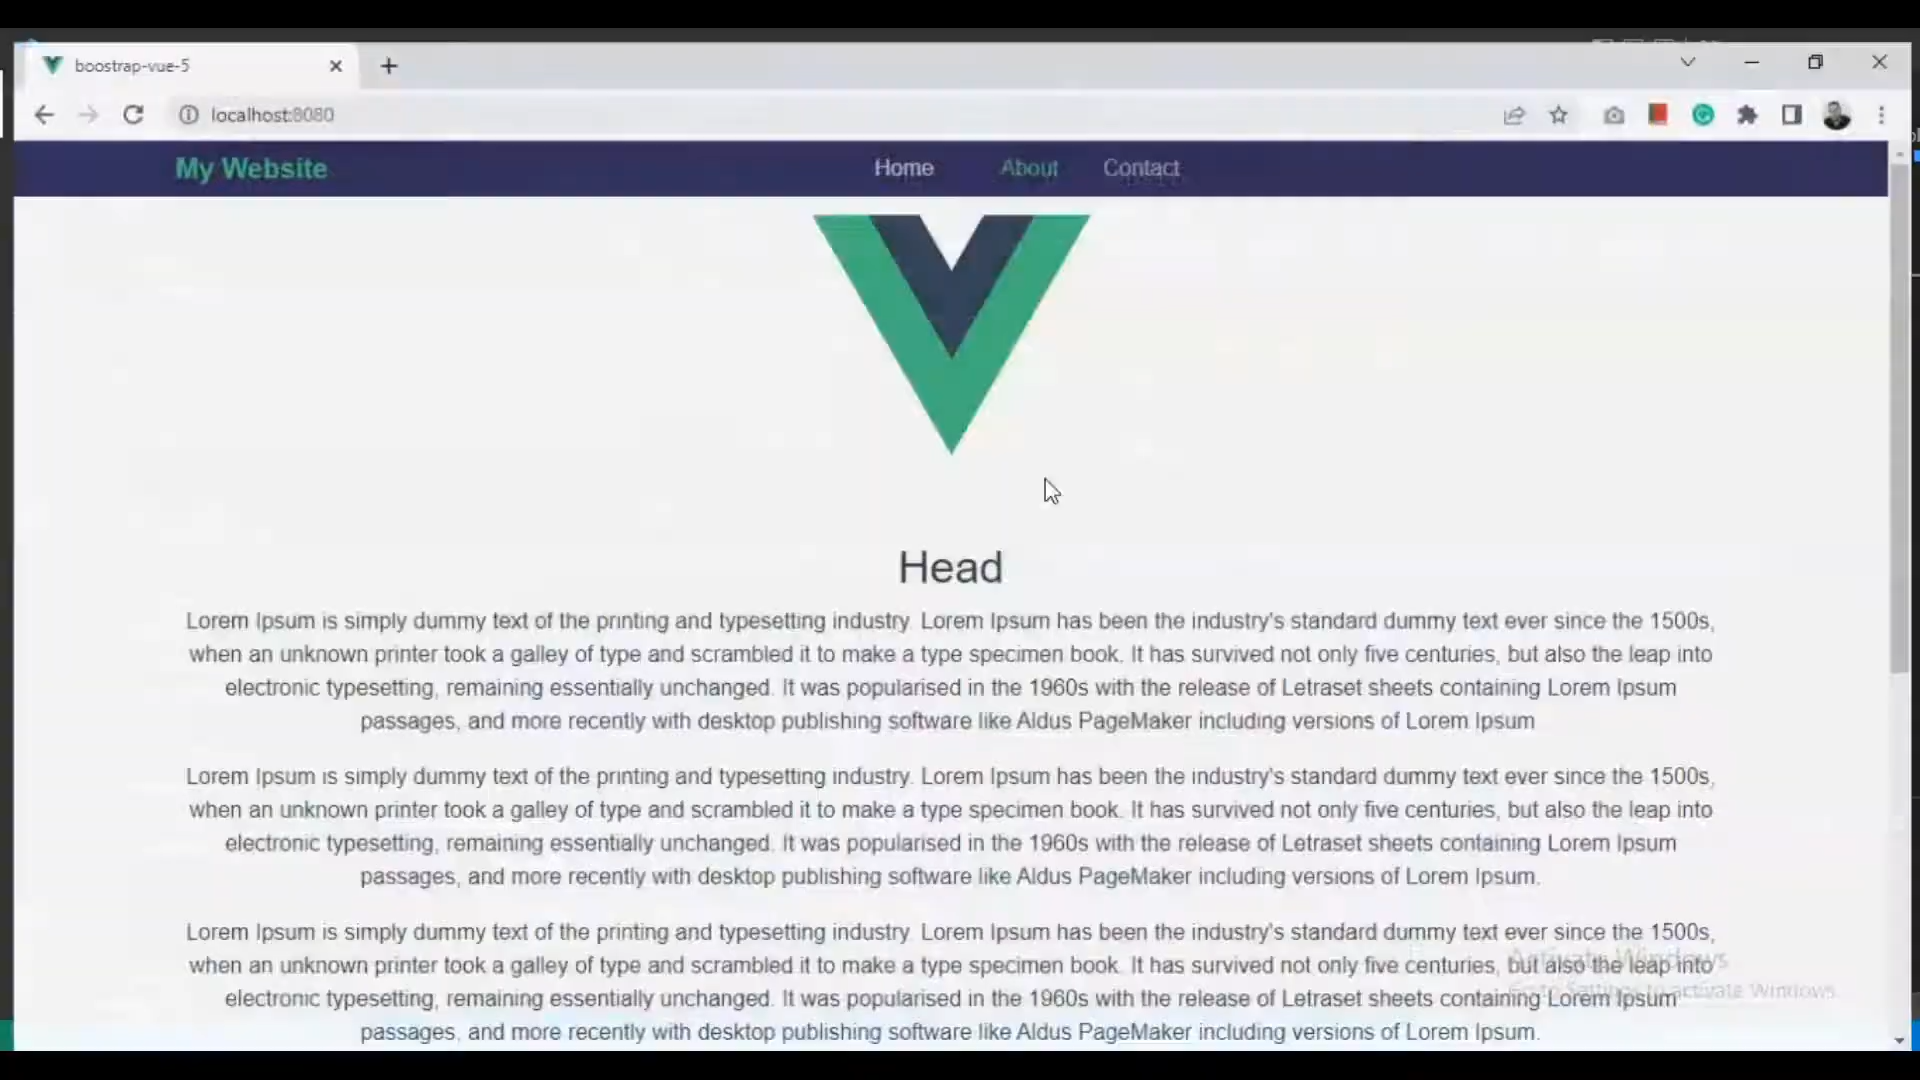 boostrap-vue-5
localhost:8080
My Website
Home About Contact
Head
Lorem Ipsum is simply dummy text of the printing and typesetting industry. Lorem Ipsum has been the industry's standard dummy text ever since the 1500s,
when an unknown printer took a galley of type and scrambled it to make a type specimen book. It has survived not only five centuries, but also the leap into
electronic typesetting, remaining essentially unchanged. It was popularised in the 1960s with the release of Letraset sheets containing Lorem Ipsum
passages, and more recently with desktop publishing software like Aldus PageMaker including versions of Lorem Ipsum
Lorem Ipsum is simply dummy text of the printing and typesetting industry. Lorem Ipsum has been the industry's standard dummy text ever since the 1500s,
when an unknown printer took a galley of type and scrambled it to make a type specimen book. It has survived not only five centuries, but also the leap into
electronic typesetting, remaining essentially unchanged. It was popularised in the 1960s with the release of Letraset sheets containing Lorem Ipsum
passages, and more recently with desktop publishing software like Aldus PageMaker including versions of Lorem Ipsum.
Lorem Ipsum is simply dummy text of the printing and typesetting industry. Lorem Ipsum has been the industry's standard dummy text ever since the 1500s,
when an unknown printer took a galley of type and scrambled it to make a type specimen book. It has survived not only five centuries, but also the leap into
electronic typesetting, remaining essentially unchanged. It was popularised in the 1960s with the release of Letraset sheets containing Lorem Ipsum
passages, and more recently with desktop publishing software like Aldus PageMaker including versions of Lorem Ipsum.
Activate Windows
Go to Settings to activate Windows.